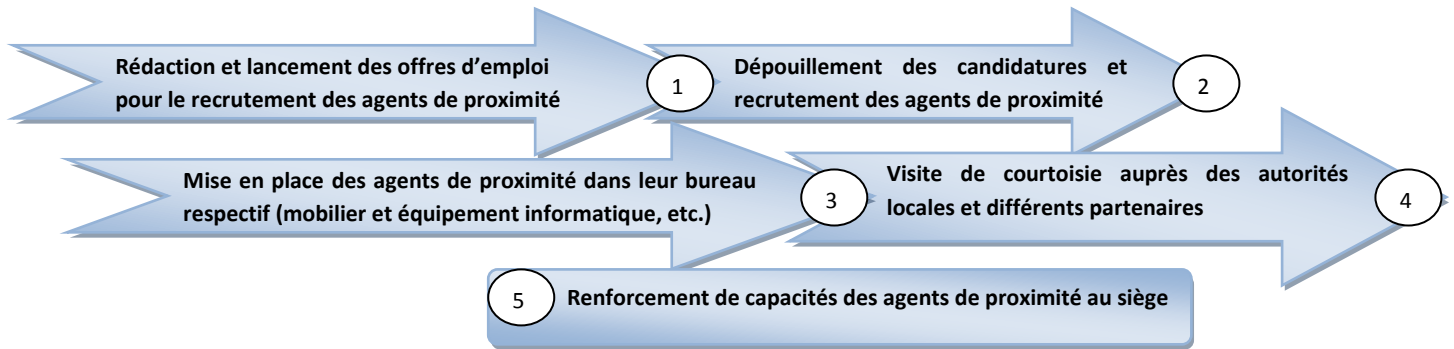 Rédaction et lancement des offres d’emploi
pour le recrutement des agents de proximité
1
Dépouillement des candidatures et
recrutement des agents de proximité
2
Mise en place des agents de proximité dans leur bureau
respectif (mobilier et équipement informatique, etc.)
3
Visite de courtoisie auprès des autorités
locales et différents partenaires
4
5
Renforcement de capacités des agents de proximité au siège